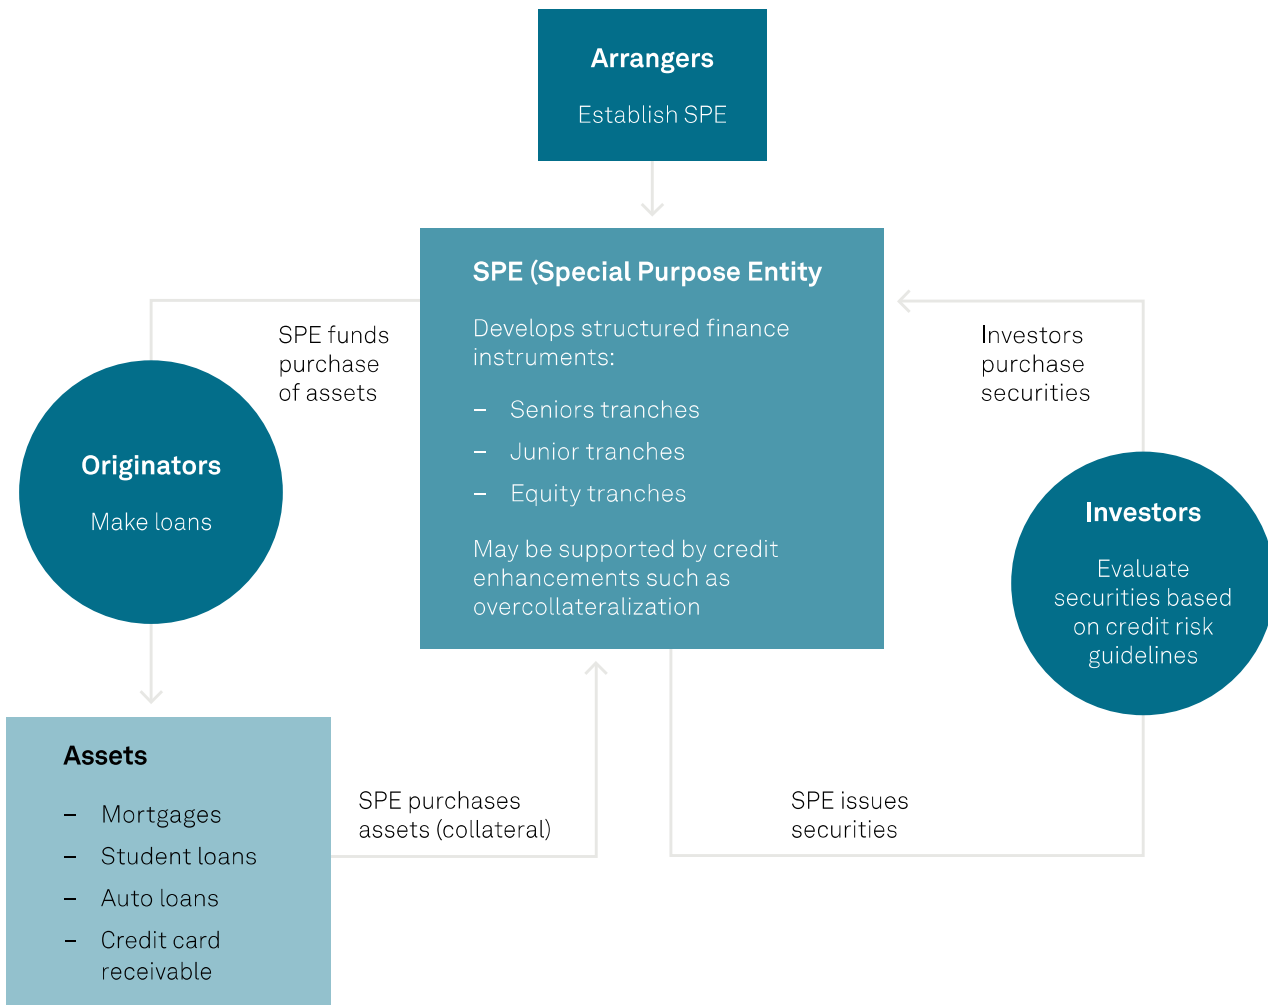 Arrangers
Establish SPE
SPE (Special Purpose Entity
Develops structured finance
instruments:
– Seniors tranches
– Junior tranches
– Equity tranches
May be supported by credit
enhancements such as
overcollateralization
SPE funds
purchase
of assets
Investors
purchase
securities
Originators
Make loans
Investors
Evaluate
securities based
on credit risk
guidelines
Assets
– Mortgages
– Student loans
– Auto loans
– Credit card
receivable
SPE purchases
assets (collateral)
SPE issues
securities